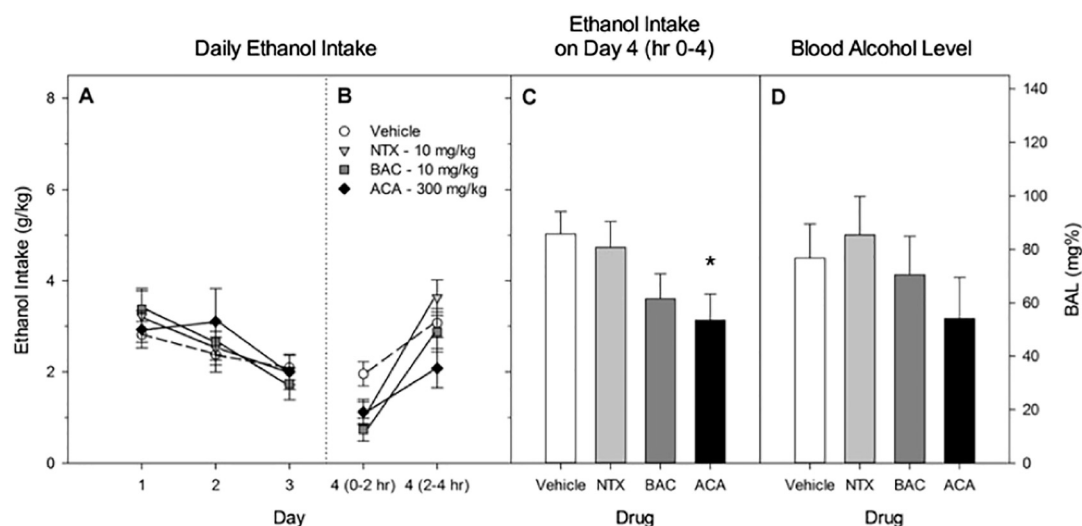 Daily Ethanol Intake
Ethanol Intake
on Day 4 (hr 0-4)
Blood Alcohol Level
A
B
C
D
Vehicle
NTX - 10 mg/kg
BAC - 10 mg/kg
ACA - 300 mg/kg
Ethanol Intake (g/kg)
8
6
4
2
0
*
140
120
100
80
60
40
20
0
BAL (mg%)
1 2 3 4 (0-2 hr) 4 (2-4 hr)
Vehicle NTX BAC ACA
Vehicle NTX BAC ACA
Day
Drug
Drug